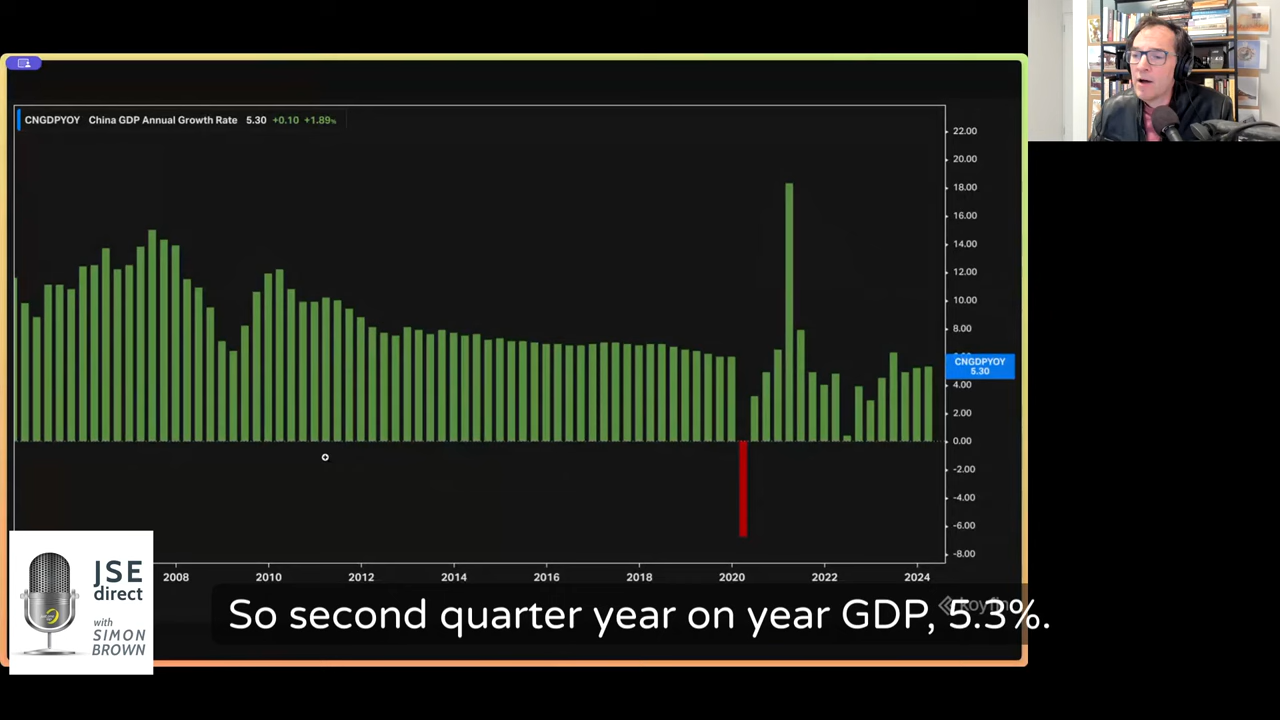 CNGDPYOY China GDP Annual Growth Rate 5.30 +0.10 +1.89%
22.00
20.00
18.00
16.00
14.00
12.00
10.00
8.00
CNGDPYOY
5.30
4.00
2.00
0.00
-2.00
-4.00
-6.00
-8.00
2008 2010 2012 2014 2016 2018 2020 2022 2024
koyfin
So second quarter year on year GDP, 5.3%.
JSE
direct
with
SIMON
BROWN